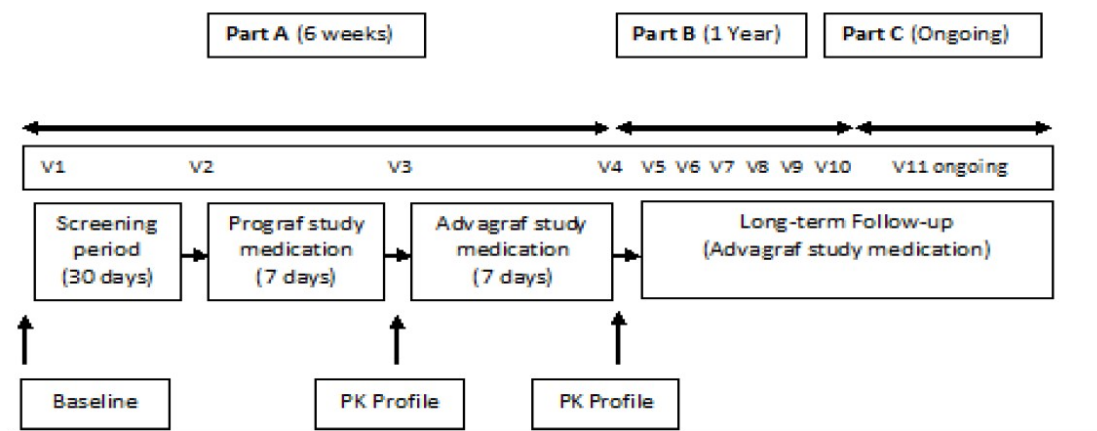 Part A (6 weeks)
Part B (1 Year)
Part C (Ongoing)
V1 V2 V3 V4 V5 V6 V7 V8 V9 V10 V11 ongoing
Screening
period
(30 days)
Prograf study
medication
(7 days)
Advagraf study
medication
(7 days)
Long-term Follow-up
(Advagraf study medication)
Baseline
PK Profile
PK Profile